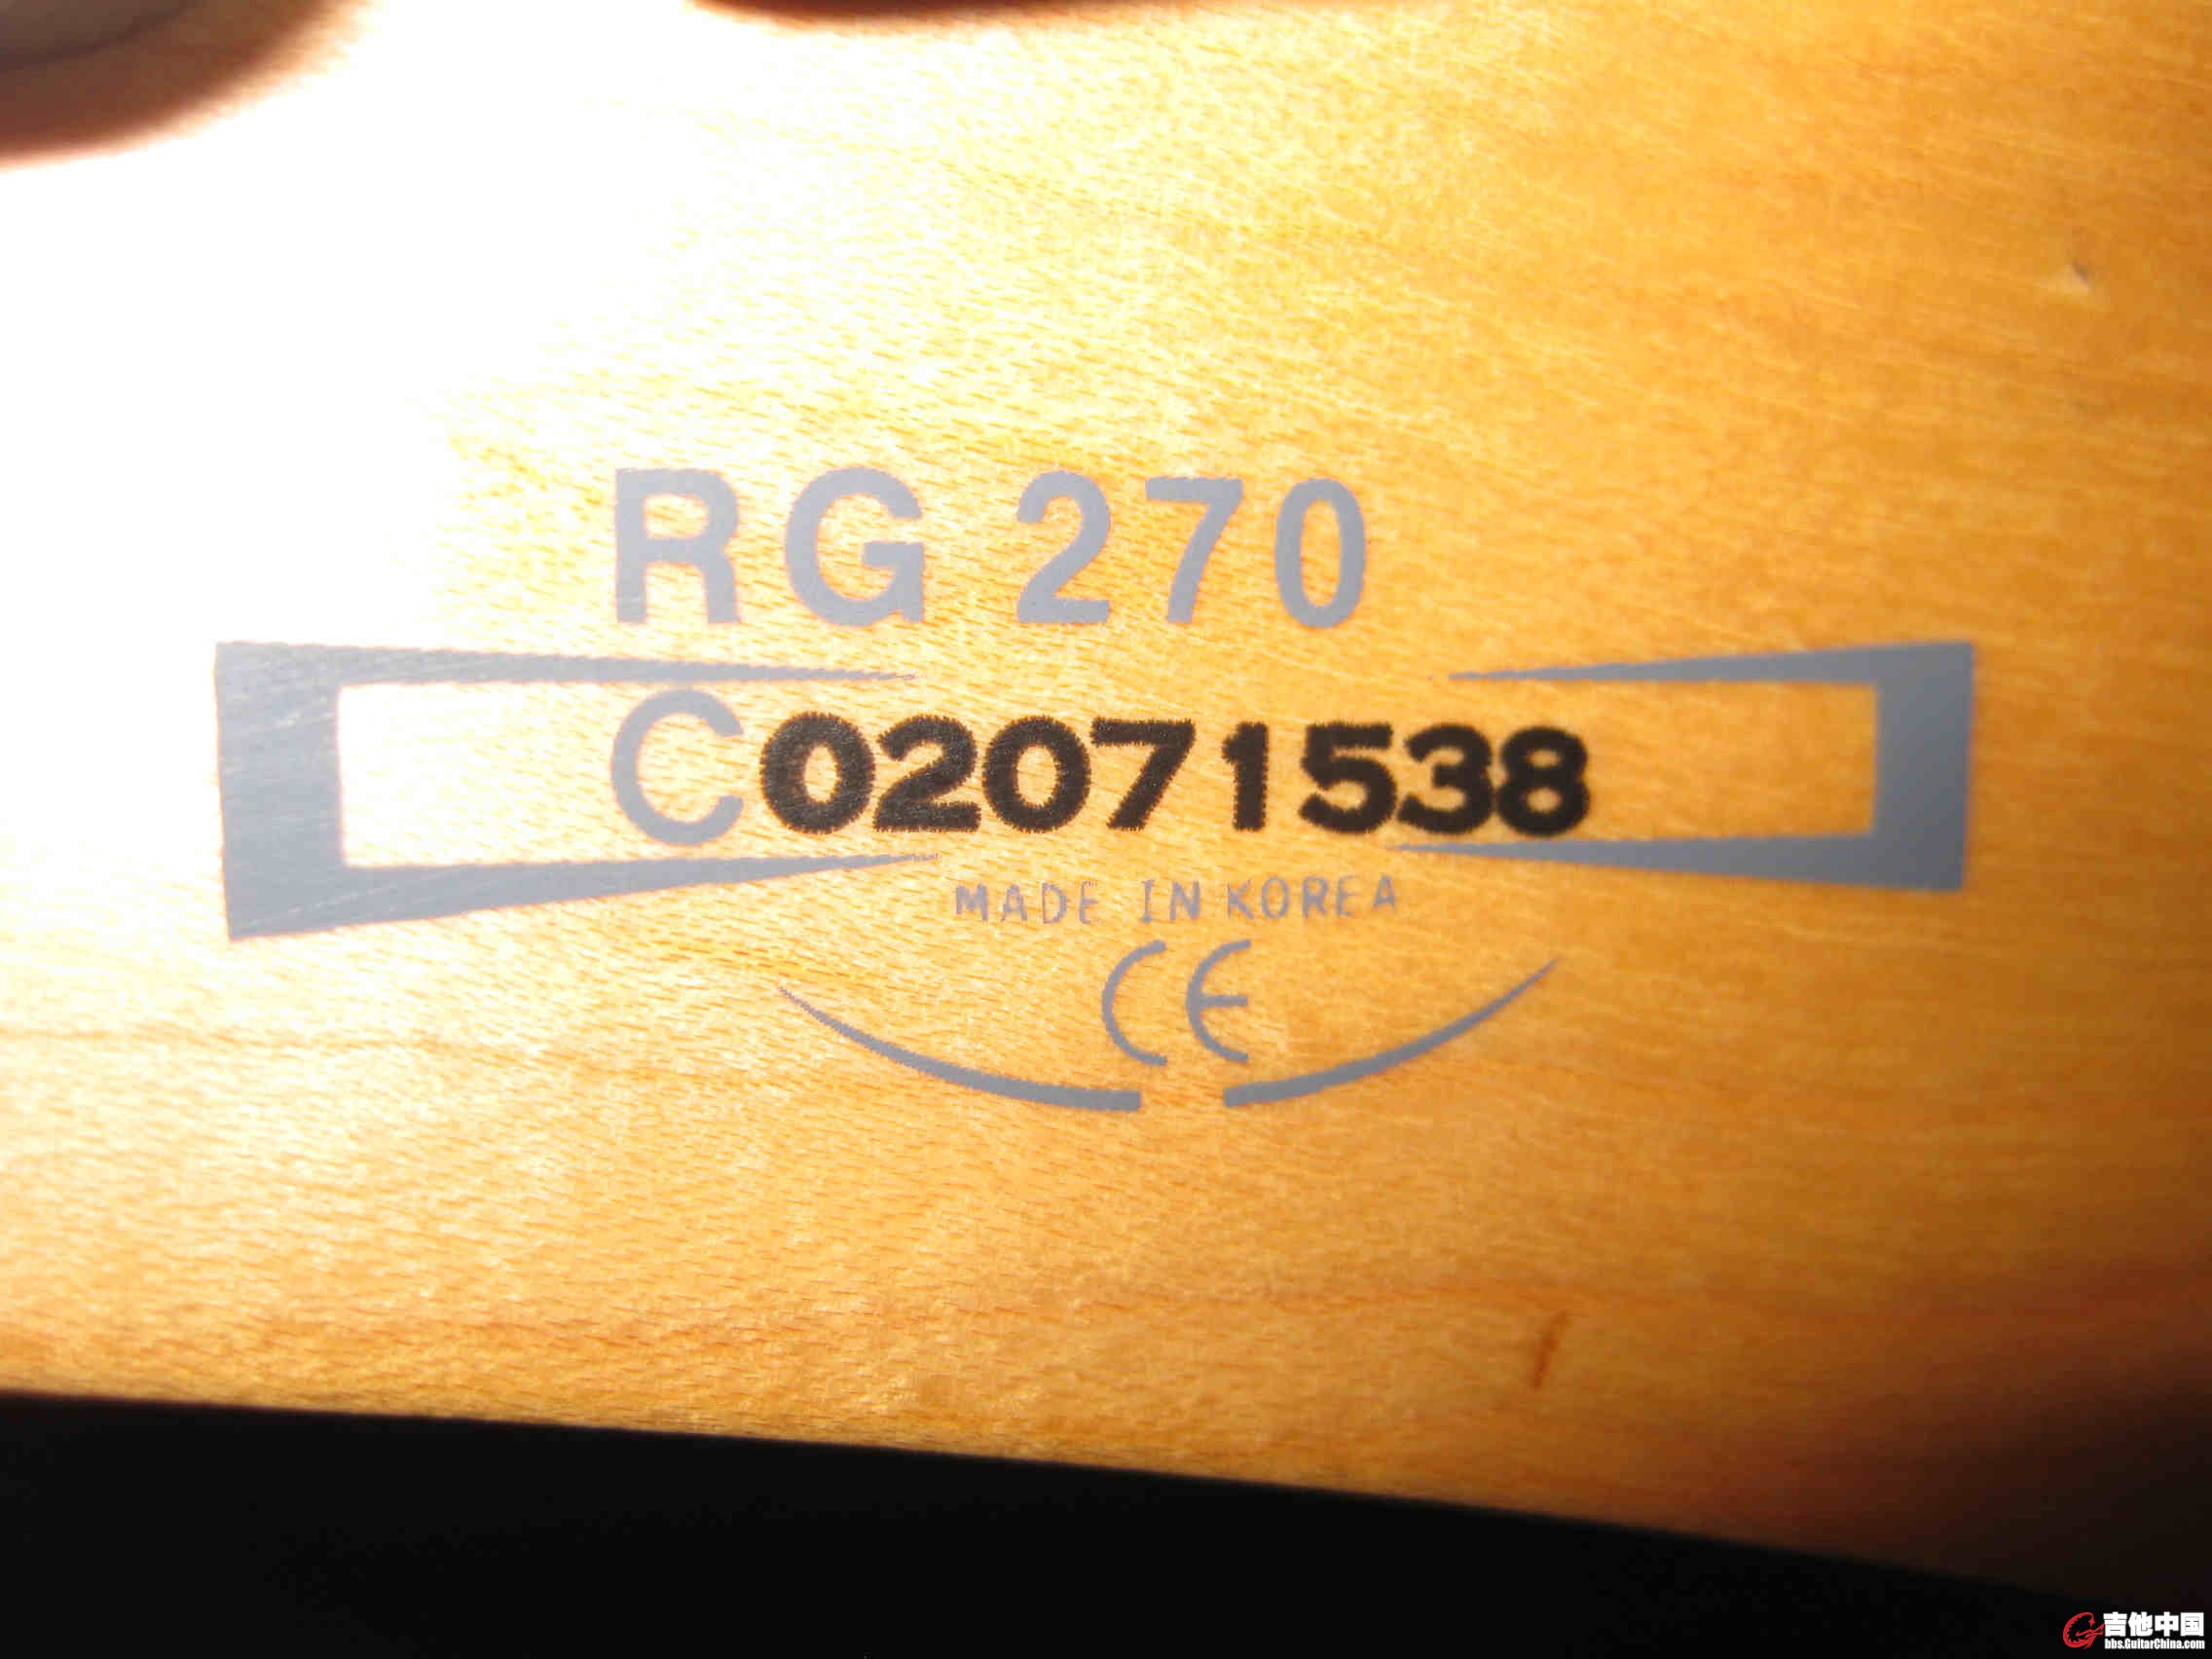 RG 270
C02071538
MADE IN KOREA
CE
吉他中国
bbs.GuitarChina.com